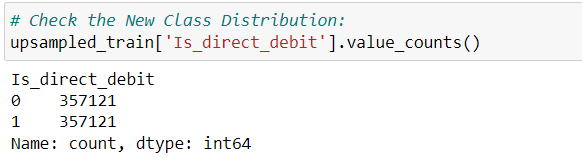 # Check the New Class Distribution:
upsampled_train['Is_direct_debit'].value_counts()
Is_direct_debit
0    357121
1    357121
Name: count, dtype: int64